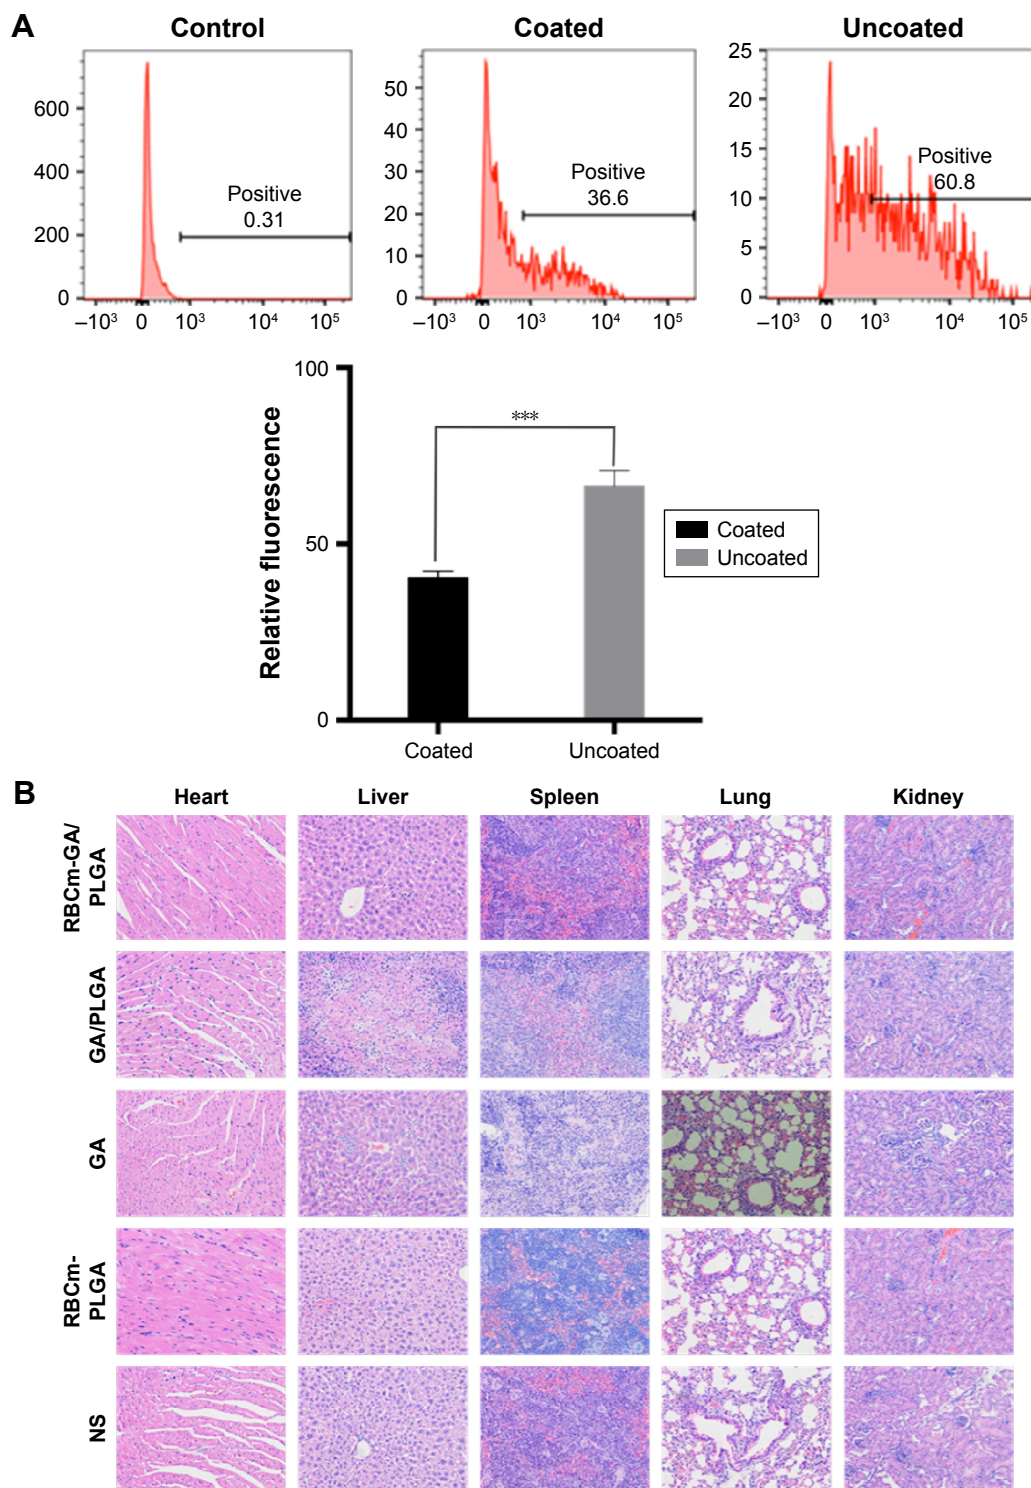 A
Control
Coated
Uncoated
600
400
200
0
Positive
0.31
–10³ 0 10³ 10⁴ 10⁵
50
40
30
20
10
0
Positive
36.6
–10³ 0 10³ 10⁴ 10⁵
25
20
15
10
5
0
Positive
60.8
–10³ 0 10³ 10⁴ 10⁵
Relative fluorescence
100
50
0
***
Coated
Uncoated
Coated
Uncoated
B
Heart Liver Spleen Lung Kidney
RBCm-GA/
PLGA
GA/PLGA
GA
RBCm-
PLGA
NS